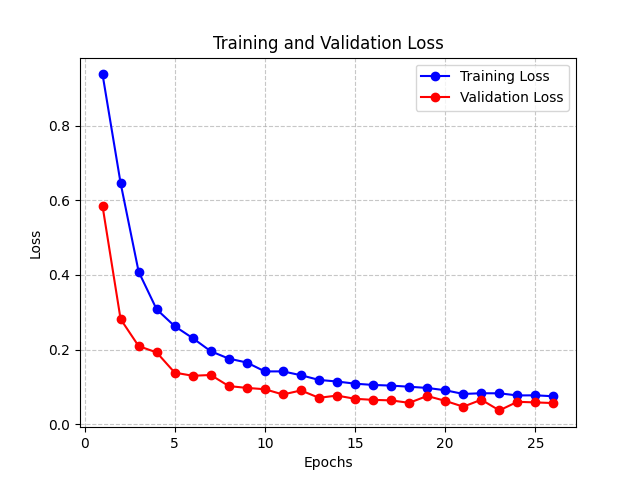 Training and Validation Loss
Training Loss
Validation Loss
Loss
0.8
0.6
0.4
0.2
0.0
0 5 10 15 20 25
Epochs